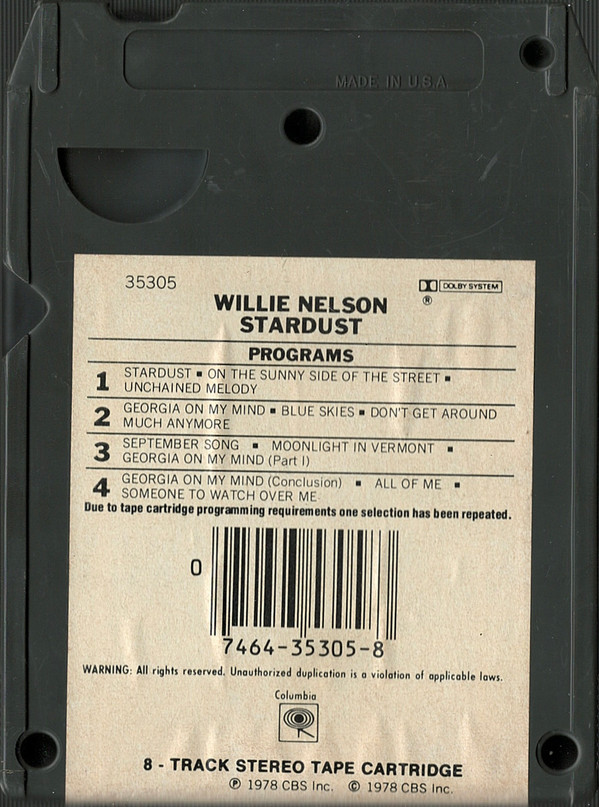 MADE IN U.S.A.
35305
DOLBY SYSTEM
®
WILLIE NELSON
STARDUST
PROGRAMS
1 STARDUST ▪ ON THE SUNNY SIDE OF THE STREET ▪
UNCHAINED MELODY
2 GEORGIA ON MY MIND ▪ BLUE SKIES ▪ DON'T GET AROUND
MUCH ANYMORE
3 SEPTEMBER SONG ▪ MOONLIGHT IN VERMONT ▪
GEORGIA ON MY MIND (Part I)
4 GEORGIA ON MY MIND (Conclusion) ▪ ALL OF ME ▪
SOMEONE TO WATCH OVER ME
Due to tape cartridge programming requirements one selection has been repeated.
0
7464-35305-8
WARNING: All rights reserved. Unauthorized duplication is a violation of applicable laws.
Columbia
8 - TRACK STEREO TAPE CARTRIDGE
℗ 1978 CBS Inc. © 1978 CBS Inc.